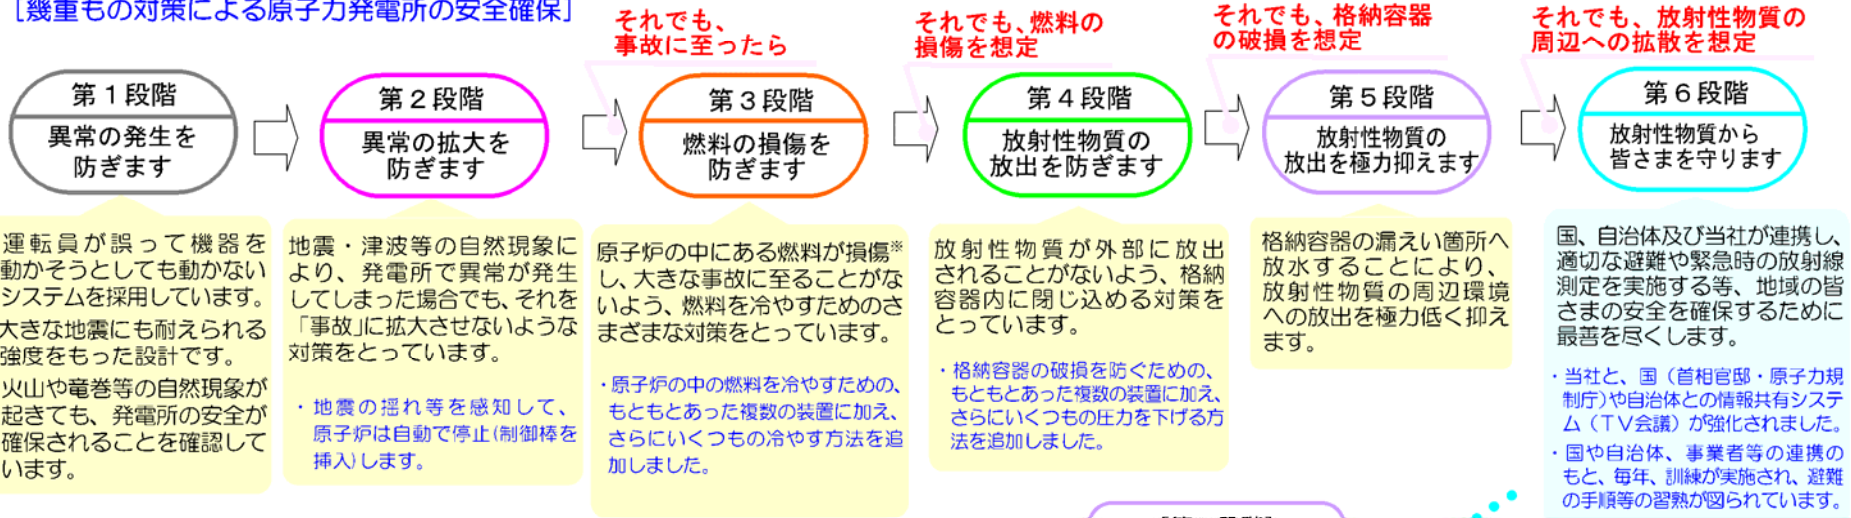 ［幾重もの対策による原子力発電所の安全確保］
それでも、
事故に至ったら
それでも、燃料の
損傷を想定
それでも、格納容器
の破損を想定
それでも、放射性物質の
周辺への拡散を想定
第１段階
異常の発生を
防ぎます
第２段階
異常の拡大を
防ぎます
第３段階
燃料の損傷を
防ぎます
第４段階
放射性物質の
放出を防ぎます
第５段階
放射性物質の
放出を極力抑えます
第６段階
放射性物質から
皆さまを守ります
運転員が誤って機器を
動かそうとしても動かない
システムを採用しています。
大きな地震にも耐えられる
強度をもった設計です。
火山や竜巻等の自然現象が
起きても、発電所の安全が
確保されることを確認して
います。
地震・津波等の自然現象に
より、発電所で異常が発生
してしまった場合でも、それを
「事故」に拡大させないような
対策をとっています。
・地震の揺れ等を感知して、
原子炉は自動で停止(制御棒を
挿入)します。
原子炉の中にある燃料が損傷※
し、大きな事故に至ることがな
いよう、燃料を冷やすためのさ
まざまな対策をとっています。
・原子炉の中の燃料を冷やすための、
もともとあった複数の装置に加え、
さらにいくつもの冷やす方法を追
加しました。
放射性物質が外部に放出
されることがないよう、格納
容器内に閉じ込める対策を
とっています。
・格納容器の破損を防ぐための、
もともとあった複数の装置に加え、
さらにいくつもの圧力を下げる方
法を追加しました。
格納容器の漏えい箇所へ
放水することにより、
放射性物質の周辺環境
への放出を極力低く抑え
ます。
国、自治体及び当社が連携し、
適切な避難や緊急時の放射線
測定を実施する等、地域の皆
さまの安全を確保するために
最善を尽くします。
・当社と、国（首相官邸・原子力規
制庁）や自治体との情報共有システ
ム（ＴＶ会議）が強化されました。
・国や自治体、事業者等の連携の
もと、毎年、訓練が実施され、避難
の手順等の習熟が図られています。